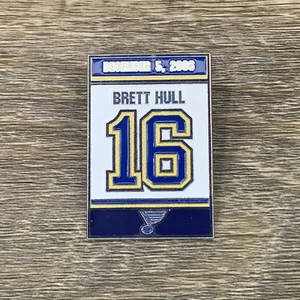 DECEMBER 5, 2006
BRETT HULL
16